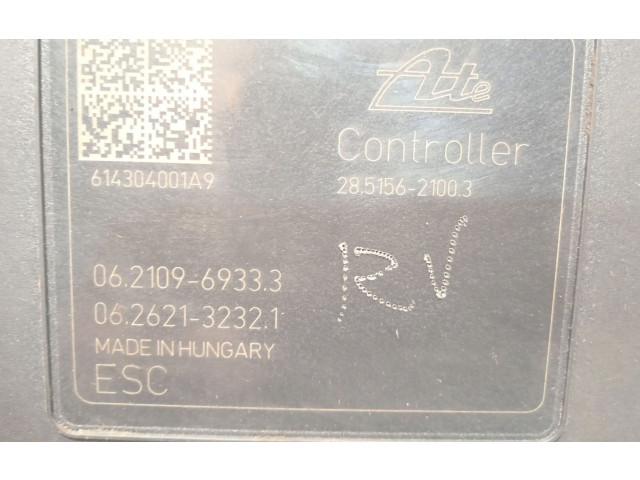 Ate
614304001A9
Controller
28.5156-2100.3
06.2109-6933.3
06.2621-3232.1
MADE IN HUNGARY
ESC
RV